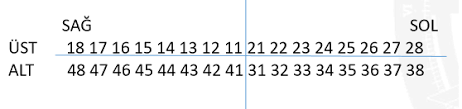 SAĞ SOL
ÜST 18 17 16 15 14 13 12 11 21 22 23 24 25 26 27 28
ALT 48 47 46 45 44 43 42 41 31 32 33 34 35 36 37 38